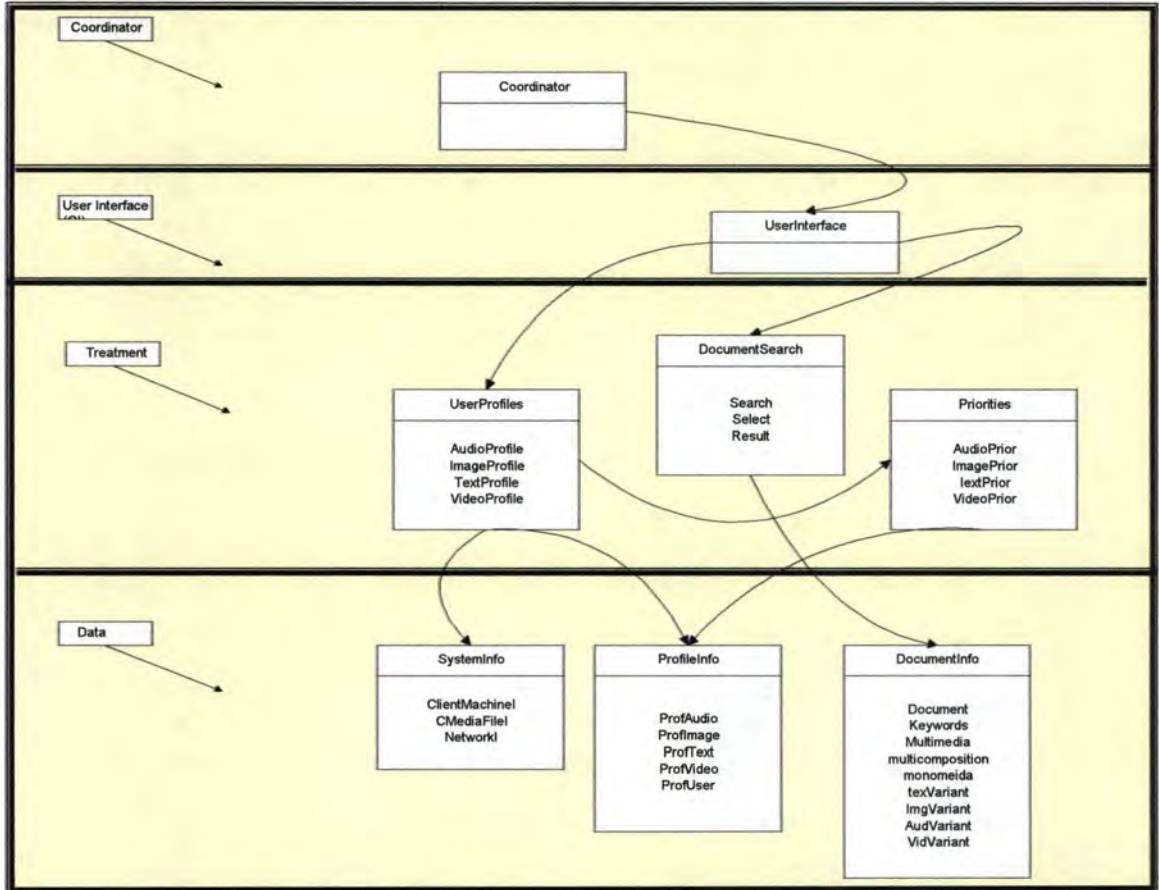 Coordinator
Coordinator
User Interface
UserInterface
Treatment
DocumentSearch
Search
Select
Result
UserProfiles
AudioProfile
ImageProfile
TextProfile
VideoProfile
Priorities
AudioPrior
ImagePrior
IextPrior
VideoPrior
Data
SystemInfo
ClientMachineI
CMediaFileI
NetworkI
ProfileInfo
ProfAudio
ProfImage
ProfText
ProfVideo
ProfUser
DocumentInfo
Document
Keywords
Multimedia
multicomposition
monomeida
texVariant
ImgVariant
AudVariant
VidVariant